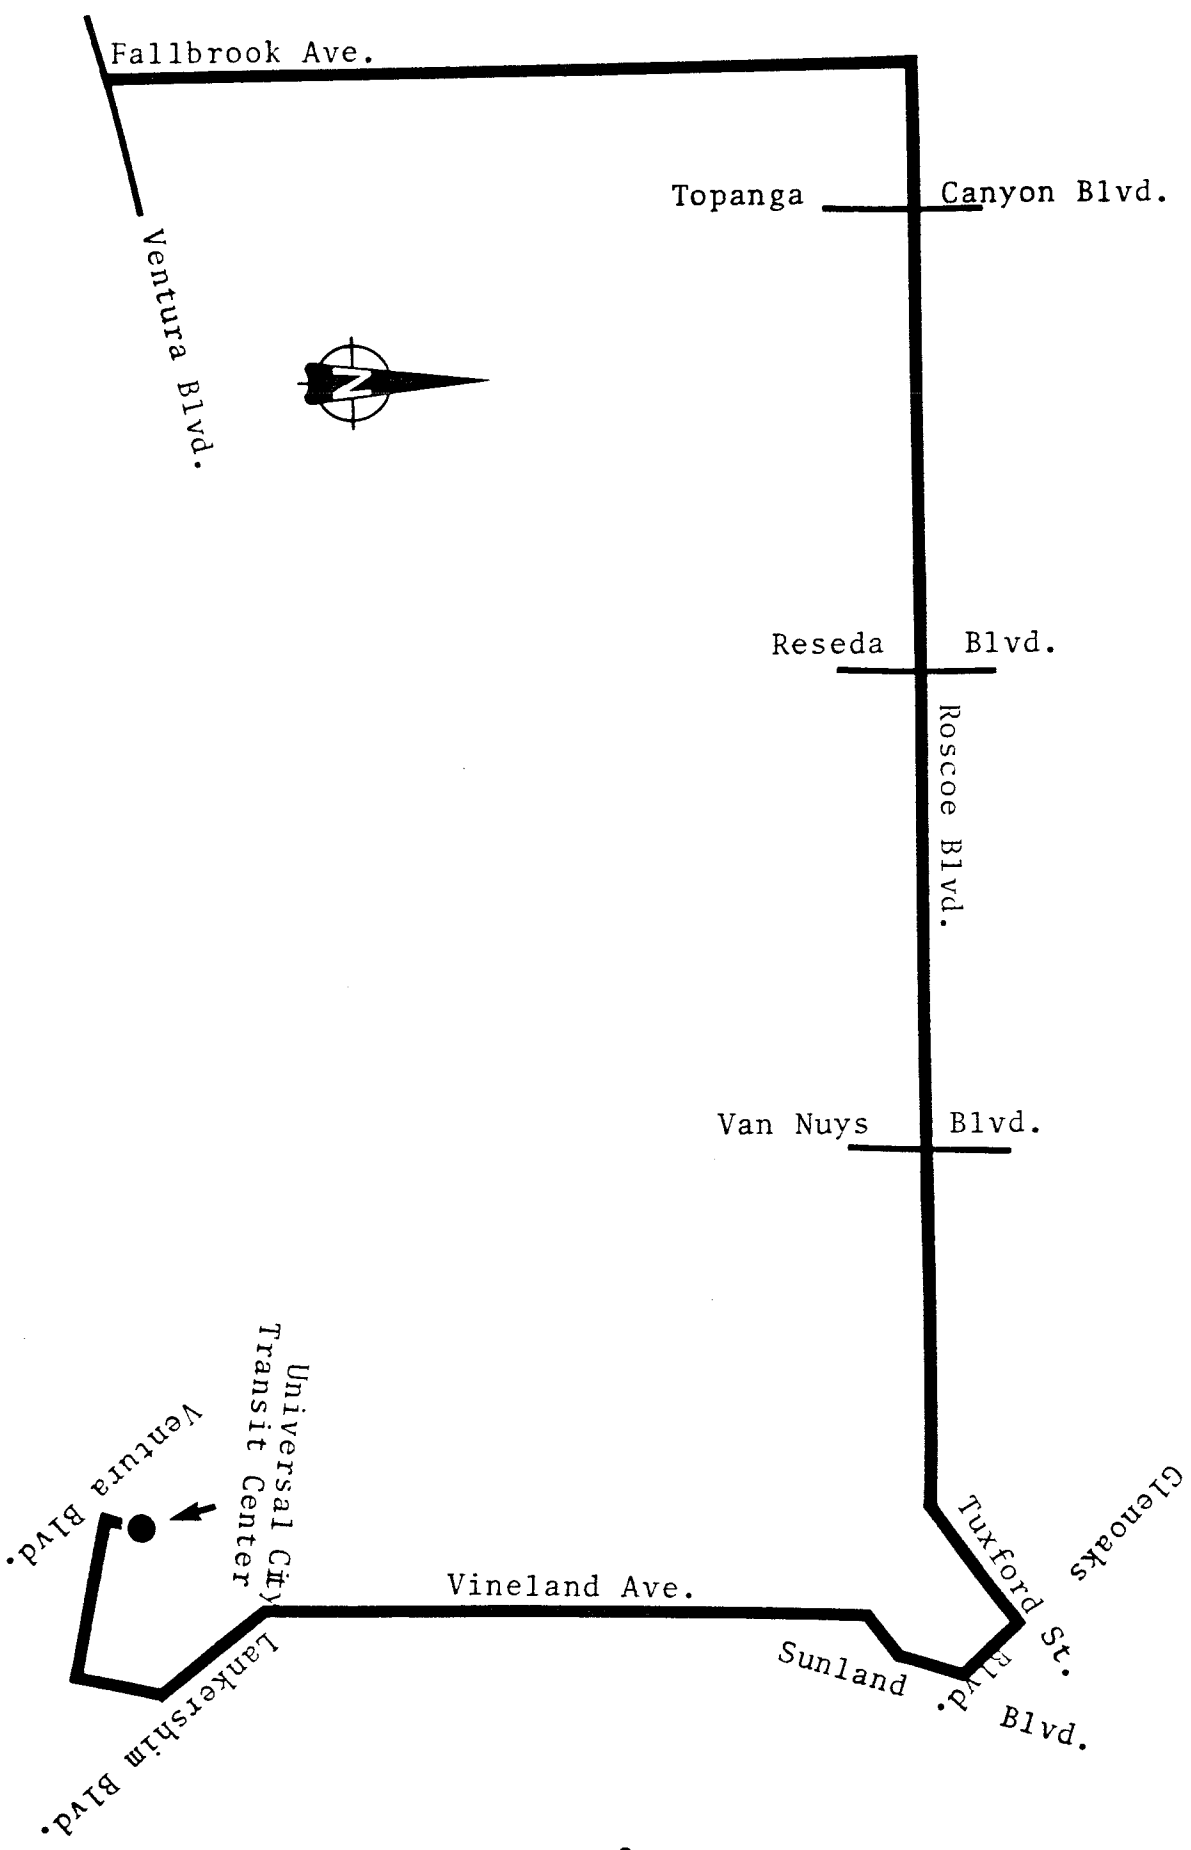 Fallbrook Ave.
Topanga Canyon Blvd.
Ventura Blvd.
N
Reseda Blvd.
Roscoe Blvd.
Van Nuys Blvd.
Universal City
Transit Center
Ventura Blvd.
Glenoaks Blvd.
Tuxford St.
Vineland Ave.
Sunland Blvd.
Lankershim Blvd.